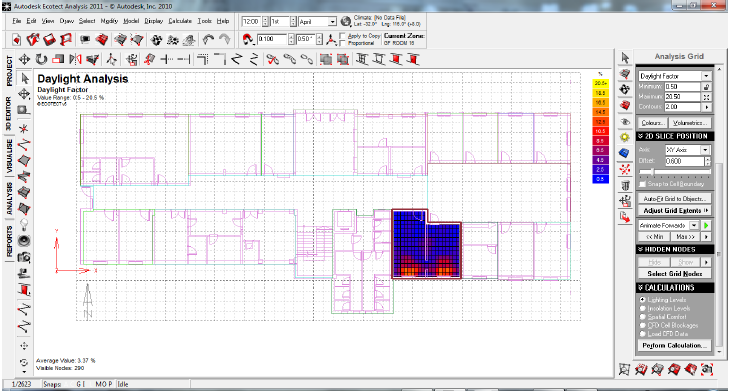 Autodesk Ecotect Analysis 2011 - © Autodesk, Inc. 2010
File Edit View Draw Select Modify Model Display Calculate Tools Help
12:00 1st April
Climate: [No Data File]
Lat: -32.0° Lng: 116.0° (+8.0)
0.100 0.50°
Apply to Copy
Proportional
Current Zone:
GF ROOM 16
PROJECT
3D EDITOR
VISUALISE
ANALYSIS
REPORTS
Daylight Analysis
Daylight Factor
Value Range: 0.5 - 20.5 %
© ECOTECT v5
%
20.5+
18.5
16.5
14.5
12.5
10.5
8.5
6.5
4.5
2.5
0.5
Y
X
N
Average Value: 3.37 %
Visible Nodes: 290
Analysis Grid
Daylight Factor
Minimum: 0.50
Maximum: 20.50
Contours: 2.00
Colours... Volumetrics...
2D SLICE POSITION
Axis: XY Axis
Offset: 0.600
Snap to Cell Boundary
Auto-Fit Grid to Objects...
Adjust Grid Extents
Animate Forwards
<< Min Max >>
HIDDEN NODES
Hide Show
Select Grid Nodes
CALCULATIONS
Lighting Levels
Insolation Levels
Spatial Comfort
CFD Cell Blockages
Load CFD Data
Perform Calculation...
1/2623 Snaps: G I MO P Idle